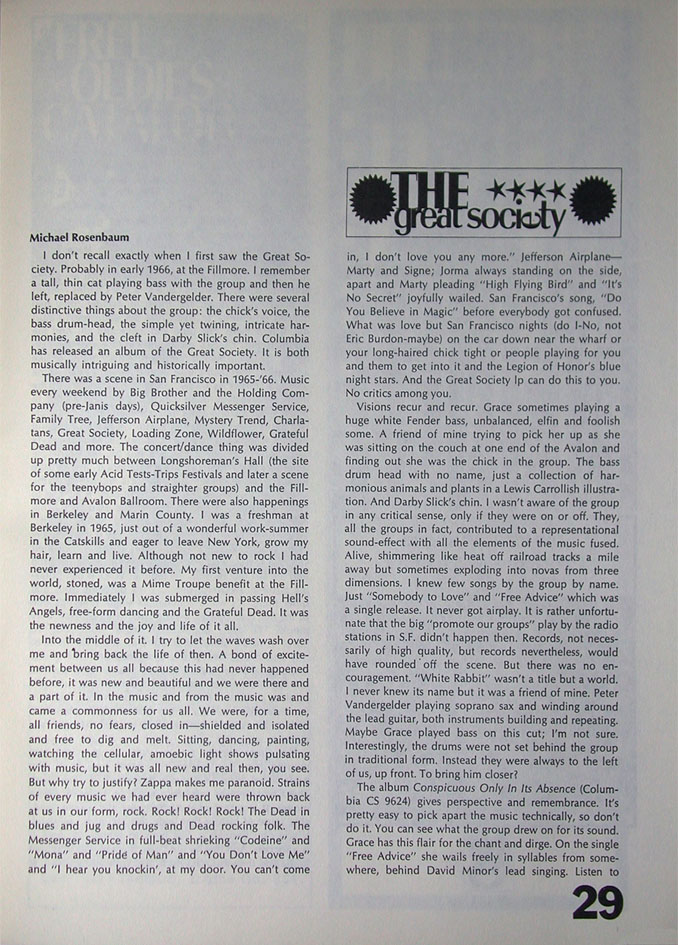 Michael Rosenbaum
I don't recall exactly when I first saw the Great So-
ciety. Probably in early 1966, at the Fillmore. I remember
a tall, thin cat playing bass with the group and then he
left, replaced by Peter Vandergelder. There were several
distinctive things about the group: the chick's voice, the
bass drum-head, the simple yet twining, intricate har-
monies, and the cleft in Darby Slick's chin. Columbia
has released an album of the Great Society. It is both
musically intriguing and historically important.
There was a scene in San Francisco in 1965-'66. Music
every weekend by Big Brother and the Holding Com-
pany (pre-Janis days), Quicksilver Messenger Service,
Family Tree, Jefferson Airplane, Mystery Trend, Charla-
tans, Great Society, Loading Zone, Wildflower, Grateful
Dead and more. The concert/dance thing was divided
up pretty much between Longshoreman's Hall (the site
of some early Acid Tests-Trips Festivals and later a scene
for the teenybops and straighter groups) and the Fill-
more and Avalon Ballroom. There were also happenings
in Berkeley and Marin County. I was a freshman at
Berkeley in 1965, just out of a wonderful work-summer
in the Catskills and eager to leave New York, grow my
hair, learn and live. Although not new to rock I had
never experienced it before. My first venture into the
world, stoned, was a Mime Troupe benefit at the Fill-
more. Immediately I was submerged in passing Hell's
Angels, free-form dancing and the Grateful Dead. It was
the newness and the joy and life of it all.
Into the middle of it. I try to let the waves wash over
me and bring back the life of then. A bond of excite-
ment between us all because this had never happened
before, it was new and beautiful and we were there and
a part of it. In the music and from the music was and
came a commonness for us all. We were, for a time,
all friends, no fears, closed in—shielded and isolated
and free to dig and melt. Sitting, dancing, painting,
watching the cellular, amoebic light shows pulsating
with music, but it was all new and real then, you see.
But why try to justify? Zappa makes me paranoid. Strains
of every music we had ever heard were thrown back
at us in our form, rock. Rock! Rock! Rock! The Dead in
blues and jug and drugs and Dead rocking folk. The
Messenger Service in full-beat shrieking "Codeine" and
"Mona" and "Pride of Man" and "You Don't Love Me"
and "I hear you knockin', at my door. You can't come
THE
great society
in, I don't love you any more." Jefferson Airplane—
Marty and Signe; Jorma always standing on the side,
apart and Marty pleading "High Flying Bird" and "It's
No Secret" joyfully wailed. San Francisco's song, "Do
You Believe in Magic" before everybody got confused.
What was love but San Francisco nights (do I-No, not
Eric Burdon-maybe) on the car down near the wharf or
your long-haired chick tight or people playing for you
and them to get into it and the Legion of Honor's blue
night stars. And the Great Society lp can do this to you.
No critics among you.
Visions recur and recur. Grace sometimes playing a
huge white Fender bass, unbalanced, elfin and foolish
some. A friend of mine trying to pick her up as she
was sitting on the couch at one end of the Avalon and
finding out she was the chick in the group. The bass
drum head with no name, just a collection of har-
monious animals and plants in a Lewis Carrollish illustra-
tion. And Darby Slick's chin. I wasn't aware of the group
in any critical sense, only if they were on or off. They,
all the groups in fact, contributed to a representational
sound-effect with all the elements of the music fused.
Alive, shimmering like heat off railroad tracks a mile
away but sometimes exploding into novas from three
dimensions. I knew few songs by the group by name.
Just "Somebody to Love" and "Free Advice" which was
a single release. It never got airplay. It is rather unfortu-
nate that the big "promote our groups" play by the radio
stations in S.F. didn't happen then. Records, not neces-
sarily of high quality, but records nevertheless, would
have rounded off the scene. But there was no en-
couragement. "White Rabbit" wasn't a title but a world.
I never knew its name but it was a friend of mine. Peter
Vandergelder playing soprano sax and winding around
the lead guitar, both instruments building and repeating.
Maybe Grace played bass on this cut; I'm not sure.
Interestingly, the drums were not set behind the group
in traditional form. Instead they were always to the left
of us, up front. To bring him closer?
The album Conspicuous Only In Its Absence (Colum-
bia CS 9624) gives perspective and remembrance. It's
pretty easy to pick apart the music technically, so don't
do it. You can see what the group drew on for its sound.
Grace has this flair for the chant and dirge. On the single
"Free Advice" she wails freely in syllables from some-
where, behind David Minor's lead singing. Listen to
29